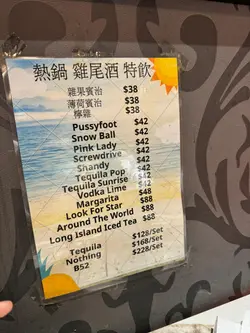 熱鍋 雞尾酒 特飲
雜果賓治 $38
薄荷賓治 $38
檸雞 $38
Pussyfoot $42
Snow Ball $42
Pink Lady $42
Screwdrive $42
Shandy $42
Tequila Pop $42
Tequila Sunrise $42
Vodka Lime $48
Margarita $48
Look For Star $88
Around The World $88
Long Island Iced Tea $88
Tequila $128/Set
Nothing $168/Set
B52 $228/Set